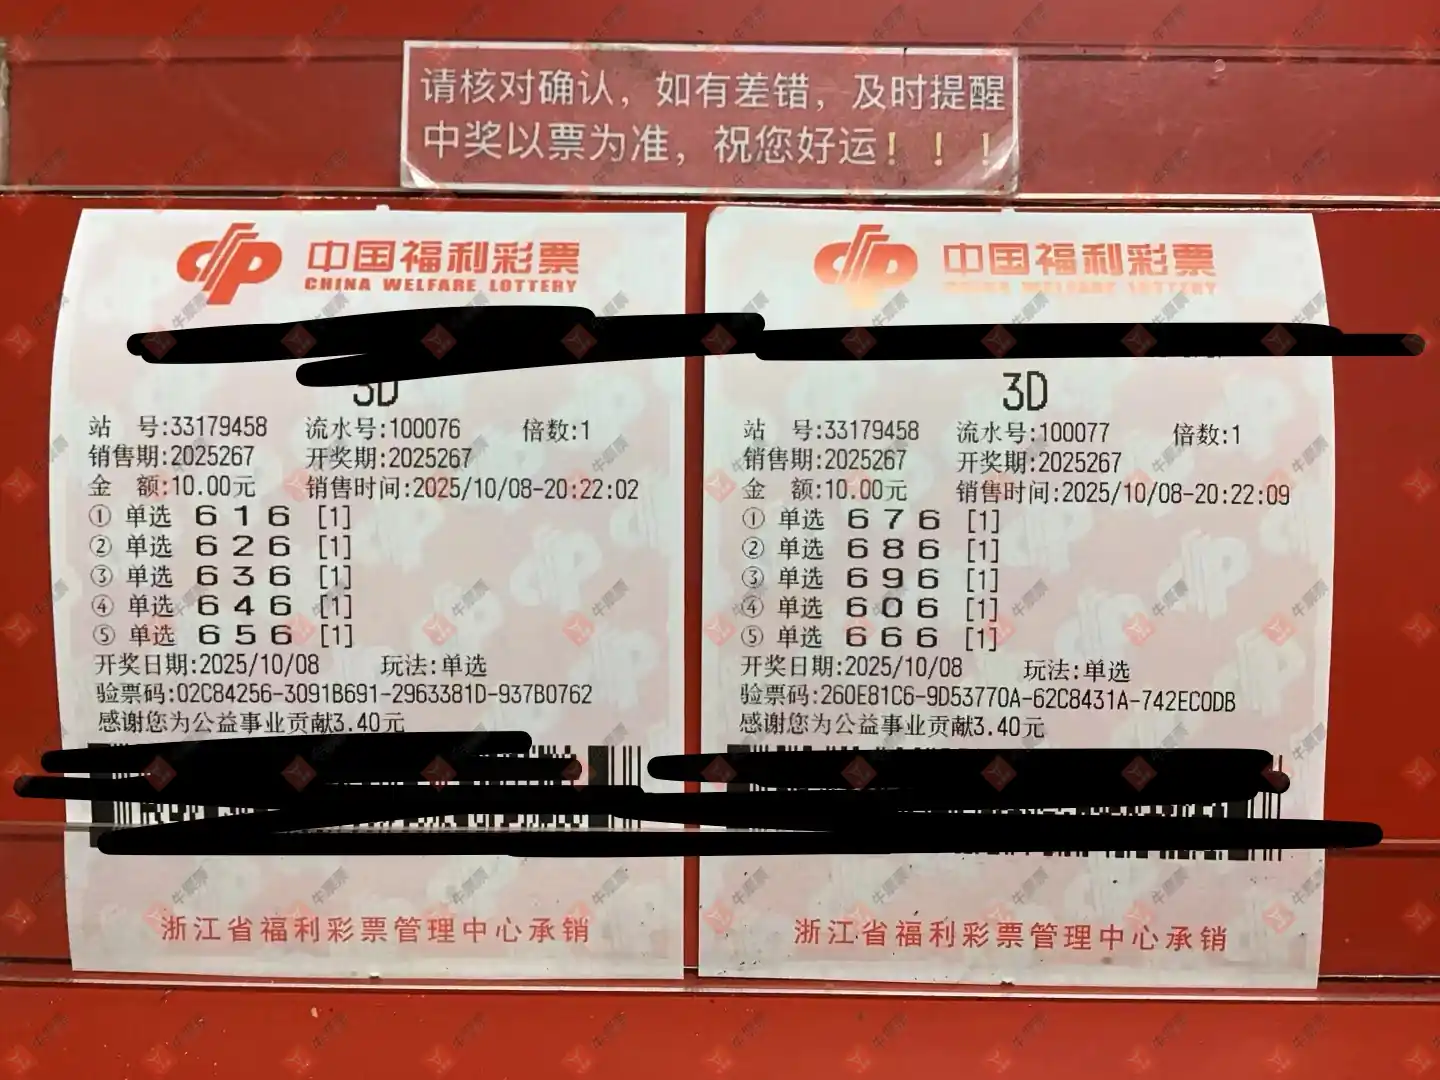 请核对确认，如有差错，及时提醒
中奖以票为准，祝您好运！！！
中国福利彩票
CHINA WELFARE LOTTERY
3D
站 号:33179458 流水号:100076 倍数:1
销售期:2025267 开奖期:2025267
金 额:10.00元 销售时间:2025/10/08-20:22:02
① 单选 6 1 6 [1]
② 单选 6 2 6 [1]
③ 单选 6 3 6 [1]
④ 单选 6 4 6 [1]
⑤ 单选 6 5 6 [1]
开奖日期:2025/10/08 玩法:单选
验票码:02C84256-3091B691-2963381D-937B0762
感谢您为公益事业贡献3.40元
浙江省福利彩票管理中心承销
中国福利彩票
CHINA WELFARE LOTTERY
3D
站 号:33179458 流水号:100077 倍数:1
销售期:2025267 开奖期:2025267
金 额:10.00元 销售时间:2025/10/08-20:22:09
① 单选 6 7 6 [1]
② 单选 6 8 6 [1]
③ 单选 6 9 6 [1]
④ 单选 6 0 6 [1]
⑤ 单选 6 6 6 [1]
开奖日期:2025/10/08 玩法:单选
验票码:260E81C6-9D53770A-62C8431A-742EC0DB
感谢您为公益事业贡献3.40元
浙江省福利彩票管理中心承销